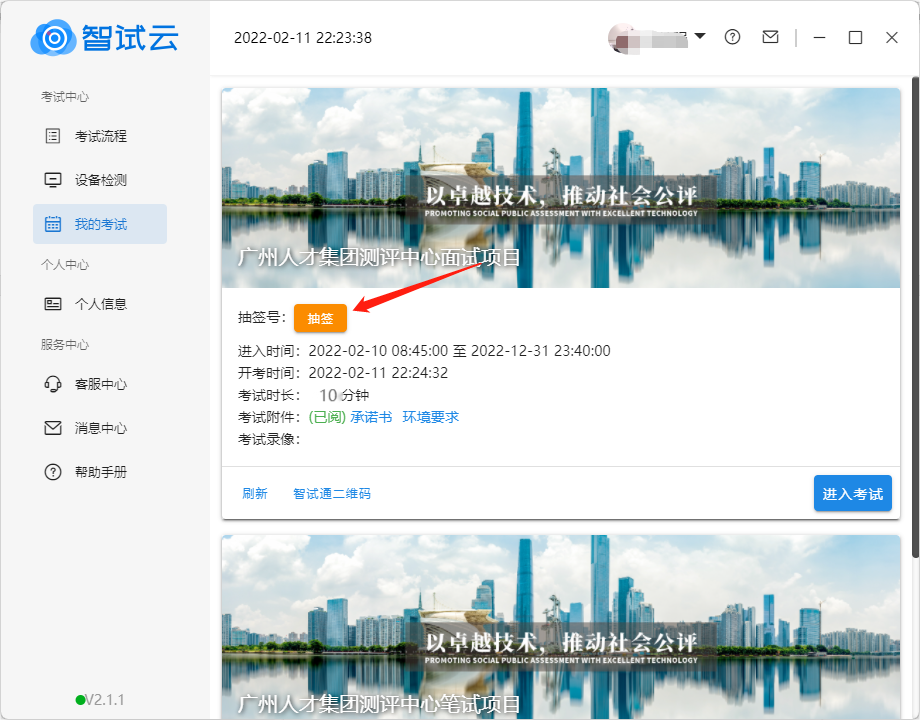 智试云
2022-02-11 22:23:38
考试中心
考试流程
设备检测
我的考试
个人中心
个人信息
服务中心
客服中心
消息中心
帮助手册
V2.1.1
以卓越技术，推动社会公评
PROMOTING SOCIAL PUBLIC ASSESSMENT WITH EXCELLENT TECHNOLOGY
广州人才集团测评中心面试项目
抽签号： 抽签
进入时间： 2022-02-10 08:45:00 至 2022-12-31 23:40:00
开考时间： 2022-02-11 22:24:32
考试时长： 10 分钟
考试附件： (已阅) 承诺书 环境要求
考试录像：
刷新 智试通二维码 进入考试
以卓越技术，推动社会公评
PROMOTING SOCIAL PUBLIC ASSESSMENT WITH EXCELLENT TECHNOLOGY
广州人才集团测评中心笔试项目